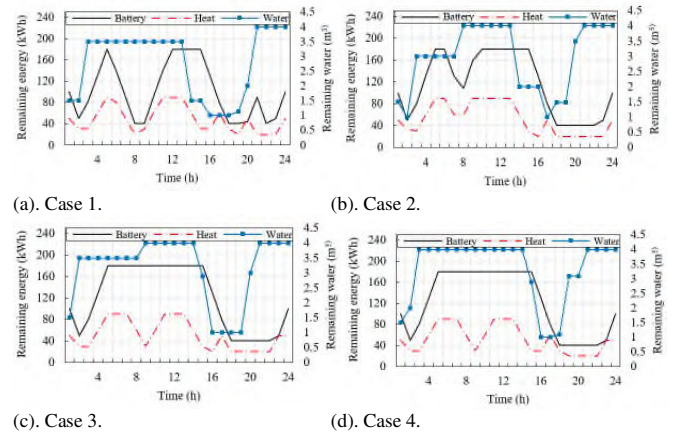 Battery Heat Water
Remaining energy (kWh)
240
200
160
120
80
40
0
4.5
4
3.5
3
2.5
2
1.5
1
0.5
0
Remaining water (m³)
4 8 12 16 20 24
Time (h)
(a). Case 1.
Battery Heat Water
Remaining energy (kWh)
240
200
160
120
80
40
0
4.5
4
3.5
3
2.5
2
1.5
1
0.5
0
Remaining water (m³)
4 8 12 16 20 24
Time (h)
(b). Case 2.
Battery Heat Water
Remaining energy (kWh)
240
200
160
120
80
40
0
4.5
4
3.5
3
2.5
2
1.5
1
0.5
0
Remaining water (m³)
4 8 12 16 20 24
Time (h)
(c). Case 3.
Battery Heat Water
Remaining energy (kWh)
240
200
160
120
80
40
0
4.5
4
3.5
3
2.5
2
1.5
1
0.5
0
Remaining water (m³)
4 8 12 16 20 24
Time (h)
(d). Case 4.